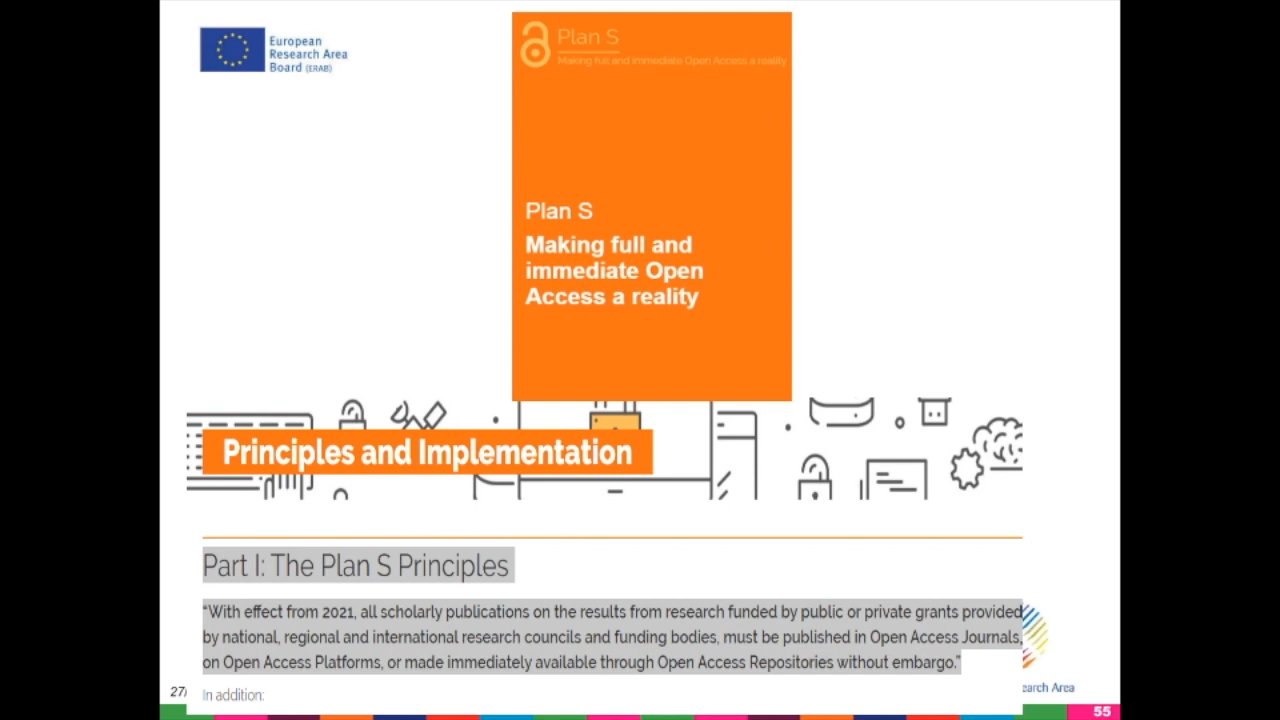 European
Research Area
Board (ERAB)
Plan S
Making full and immediate Open Access a reality
Plan S
Making full and
immediate Open
Access a reality
Principles and Implementation
Part I: The Plan S Principles
“With effect from 2021, all scholarly publications on the results from research funded by public or private grants provided
by national, regional and international research councils and funding bodies, must be published in Open Access Journals,
on Open Access Platforms, or made immediately available through Open Access Repositories without embargo.”
In addition:
27/
earch Area
55